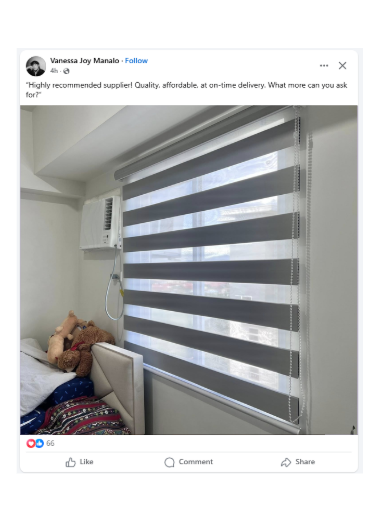 Vanessa Joy Manalo · Follow
4h ·
"Highly recommended supplier! Quality, affordable, at on-time delivery. What more can you ask
for?"
66
Like Comment Share